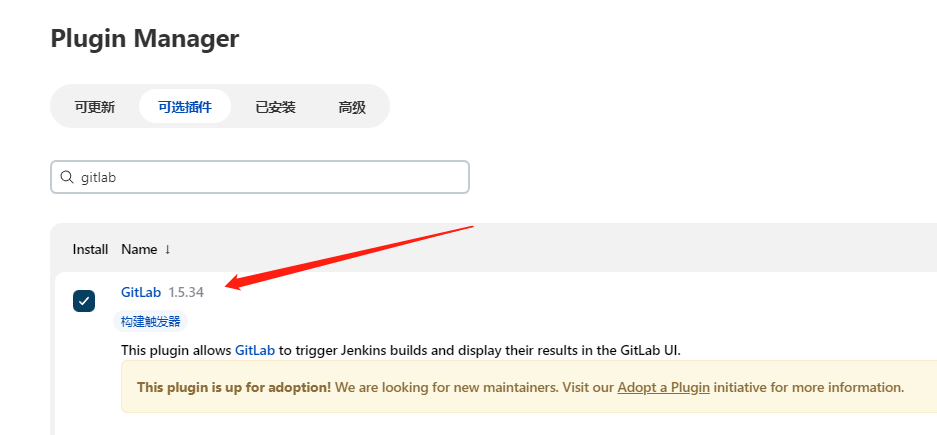 Plugin Manager
可更新 可选插件 已安装 高级
gitlab
Install Name ↓
GitLab 1.5.34
构建触发器
This plugin allows GitLab to trigger Jenkins builds and display their results in the GitLab UI.
This plugin is up for adoption! We are looking for new maintainers. Visit our Adopt a Plugin initiative for more information.